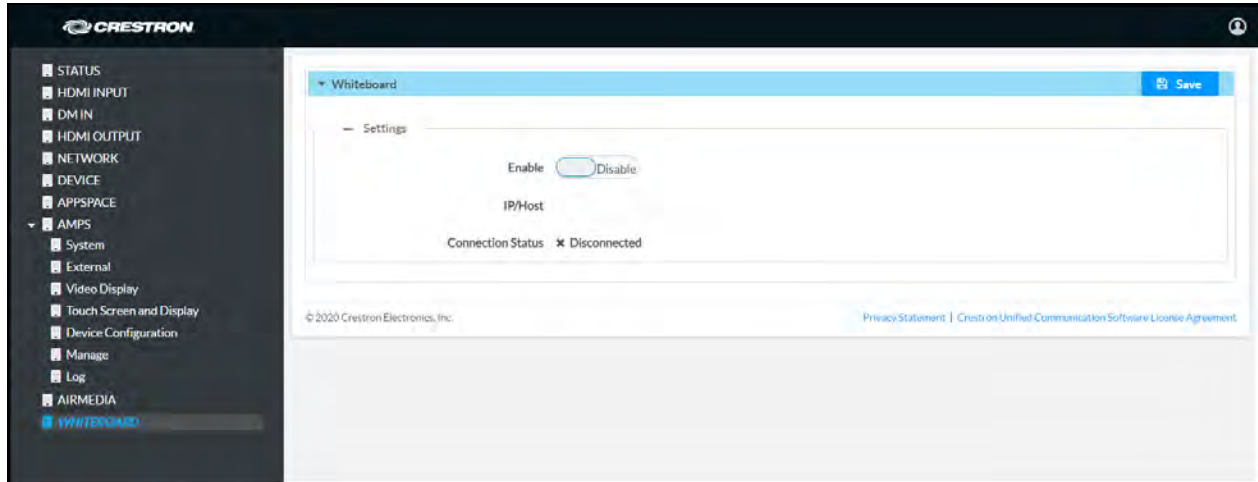 CRESTRON
STATUS
HDMI INPUT
DM IN
HDMI OUTPUT
NETWORK
DEVICE
APPSPACE
AMPS
System
External
Video Display
Touch Screen and Display
Device Configuration
Manage
Log
AIRMEDIA
WHITEBOARD
Whiteboard
Save
Settings
Enable Disable
IP/Host
Connection Status Disconnected
© 2020 Crestron Electronics, Inc.
Privacy Statement | Crestron Unified Communication Software License Agreement